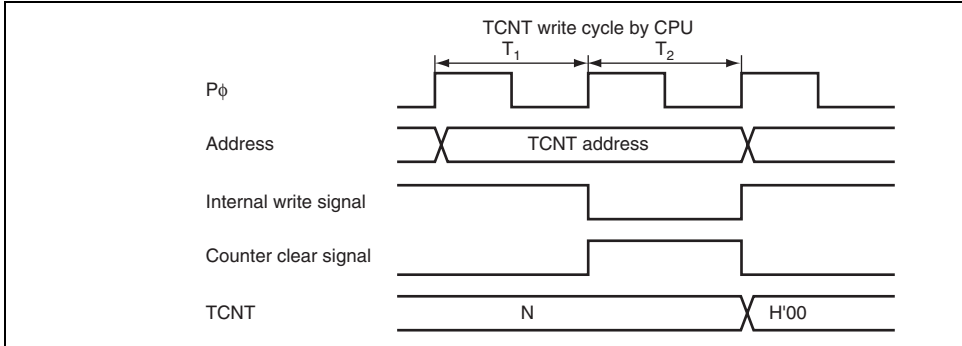 TCNT write cycle by CPU
T1 T2
Pϕ
Address TCNT address
Internal write signal
Counter clear signal
TCNT N H'00